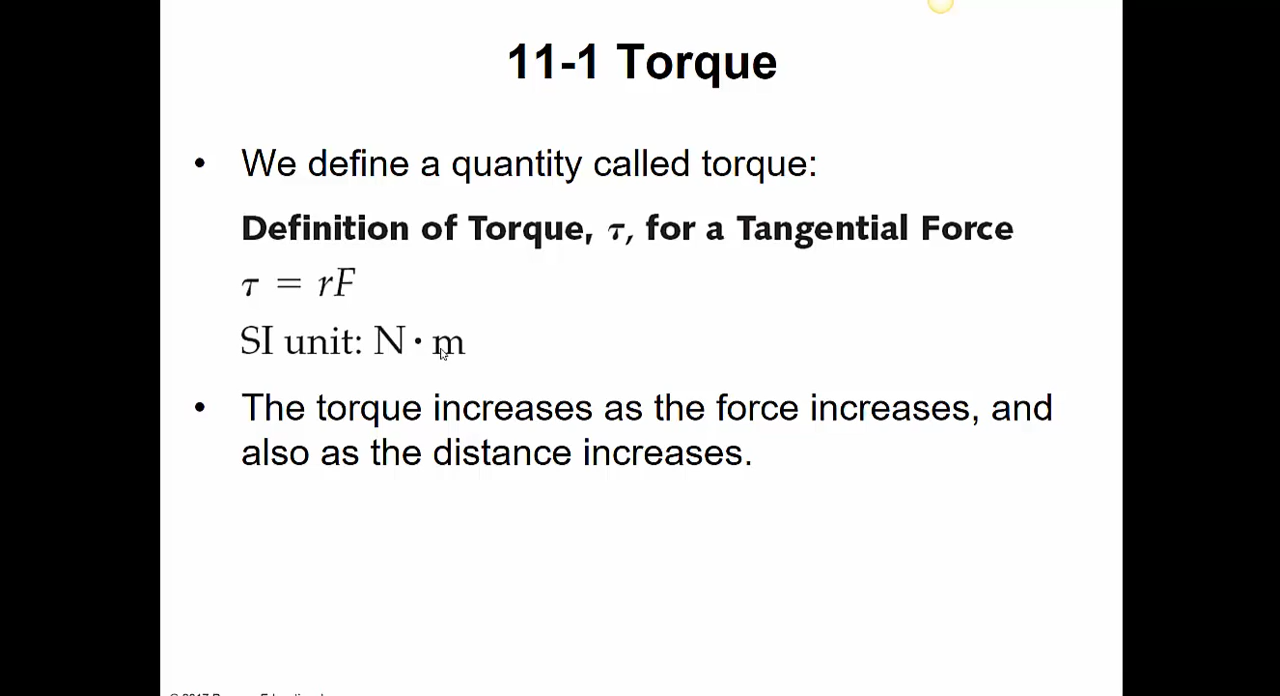 11-1 Torque
• We define a quantity called torque:
Definition of Torque, τ, for a Tangential Force
τ = rF
SI unit: N·m
• The torque increases as the force increases, and
also as the distance increases.